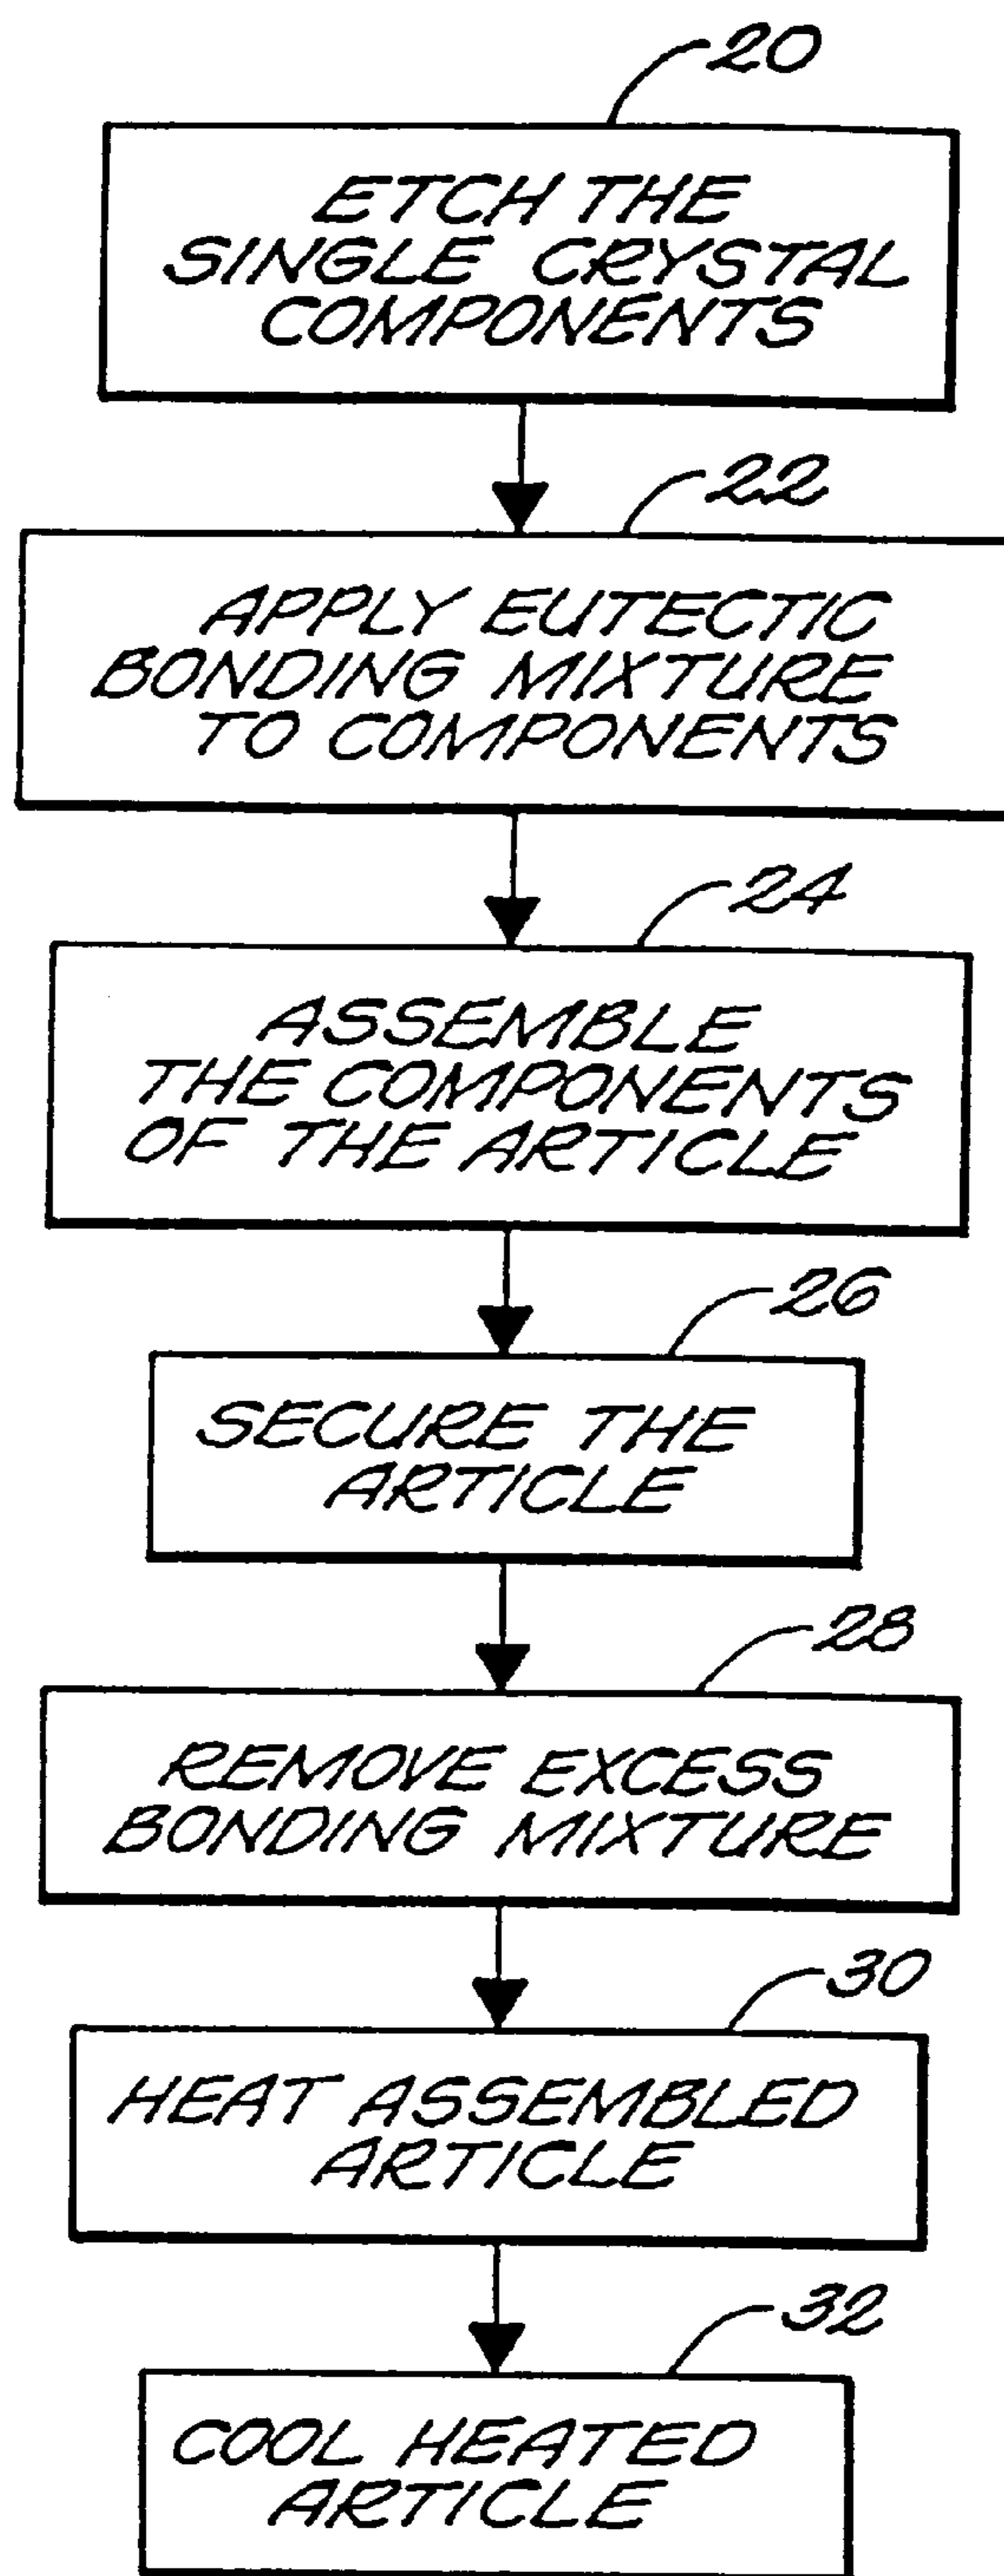 20
ETCH THE
SINGLE CRYSTAL
COMPONENTS
22
APPLY EUTECTIC
BONDING MIXTURE
TO COMPONENTS
24
ASSEMBLE
THE COMPONENTS
OF THE ARTICLE
26
SECURE THE
ARTICLE
28
REMOVE EXCESS
BONDING MIXTURE
30
HEAT ASSEMBLED
ARTICLE
32
COOL HEATED
ARTICLE